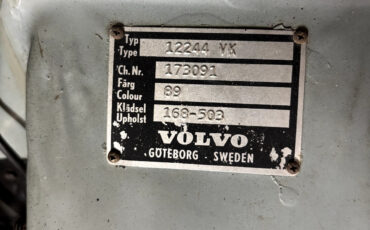 Typ
Type 12244 VK
Ch. Nr. 173091
Färg
Colour 89
Klädsel
Upholst 168-503
VOLVO
GÖTEBORG · SWEDEN